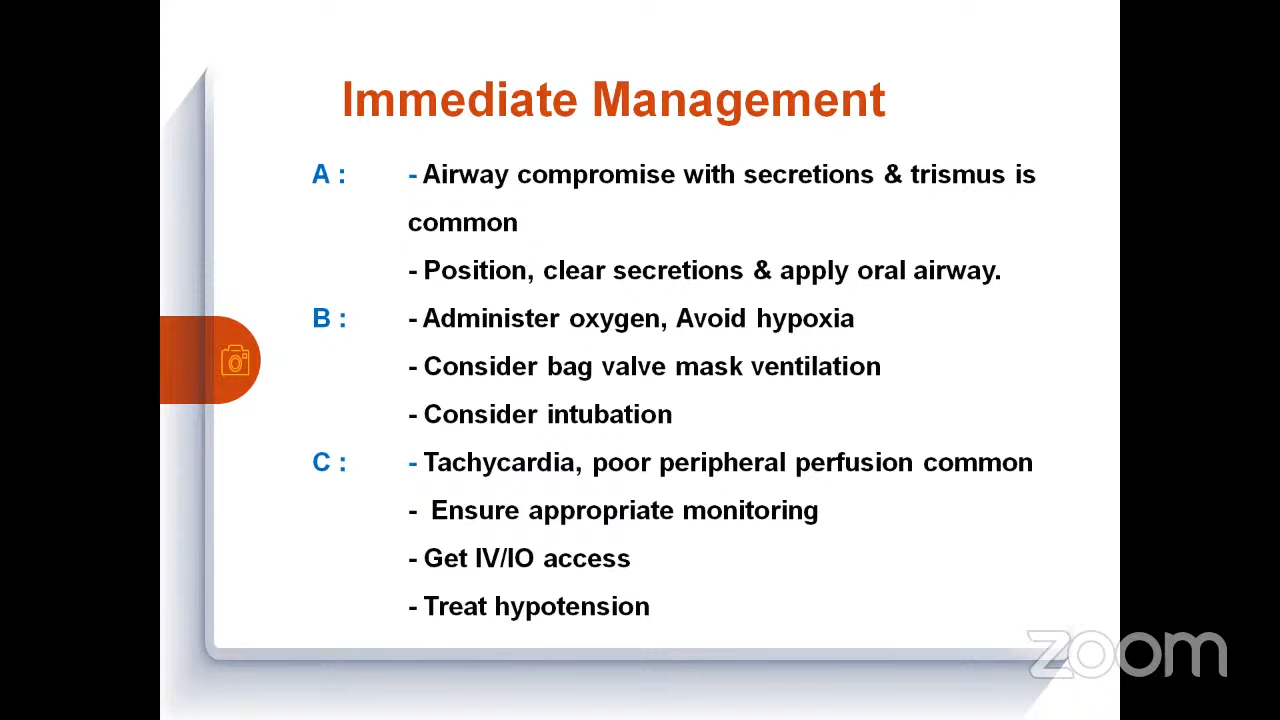 Immediate Management
A : - Airway compromise with secretions & trismus is
common
- Position, clear secretions & apply oral airway.
B : - Administer oxygen, Avoid hypoxia
- Consider bag valve mask ventilation
- Consider intubation
C : - Tachycardia, poor peripheral perfusion common
- Ensure appropriate monitoring
- Get IV/IO access
- Treat hypotension
zoom